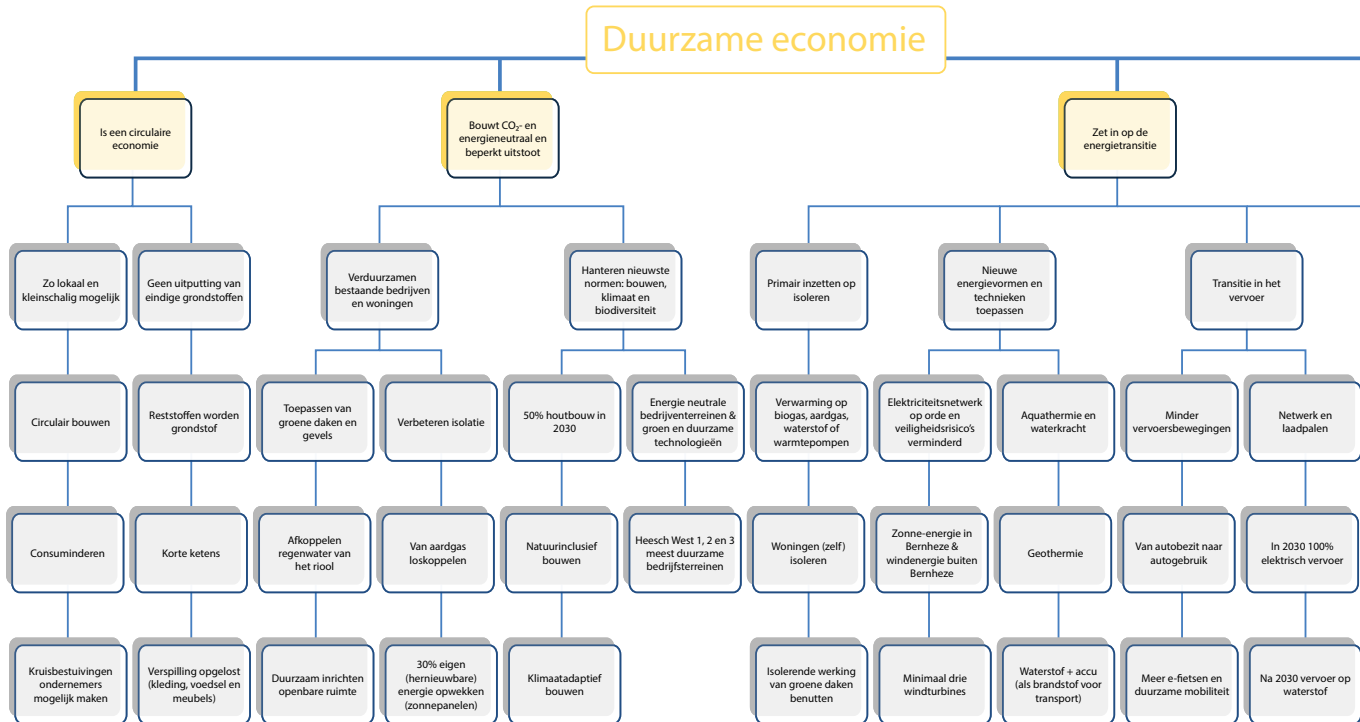 Duurzame economie
Is een circulaire
economie
Bouwt CO₂- en
energieneutraal en
beperkt uitstoot
Zet in op de
energietransitie
Zo lokaal en
kleinschalig mogelijk
Geen uitputting van
eindige grondstoffen
Verduurzamen
bestaande bedrijven
en woningen
Hanteren nieuwste
normen: bouwen,
klimaat en
biodiversiteit
Primair inzetten op
isoleren
Nieuwe
energievormen en
technieken
toepassen
Transitie in het
vervoer
Circulair bouwen
Reststoffen worden
grondstof
Toepassen van
groene daken en
gevels
Verbeteren isolatie
50% houtbouw in
2030
Energie neutrale
bedrijventerreinen &
groen en duurzame
technologieën
Verwarming op
biogas, aardgas,
waterstof of
warmtepompen
Elektriciteitsnetwerk
op orde en
veiligheidsrisico's
verminderd
Aquathermie en
waterkracht
Minder
vervoersbewegingen
Netwerk en
laadpalen
Consuminderen
Korte ketens
Afkoppelen
regenwater van
het riool
Van aardgas
loskoppelen
Natuurinclusief
bouwen
Heesch West 1, 2 en 3
meest duurzame
bedrijfsterreinen
Woningen (zelf)
isoleren
Zonne-energie in
Bernheze &
windenergie buiten
Bernheze
Geothermie
Van autobezit naar
autogebruik
In 2030 100%
elektrisch vervoer
Kruisbestuivingen
ondernemers
mogelijk maken
Verspilling opgelost
(kleding, voedsel en
meubels)
Duurzaam inrichten
openbare ruimte
30% eigen
(hernieuwbare)
energie opwekken
(zonnepanelen)
Klimaatadaptief
bouwen
Isolerende werking
van groene daken
benutten
Minimaal drie
windturbines
Waterstof + accu
(als brandstof voor
transport)
Meer e-fietsen en
duurzame mobiliteit
Na 2030 vervoer op
waterstof